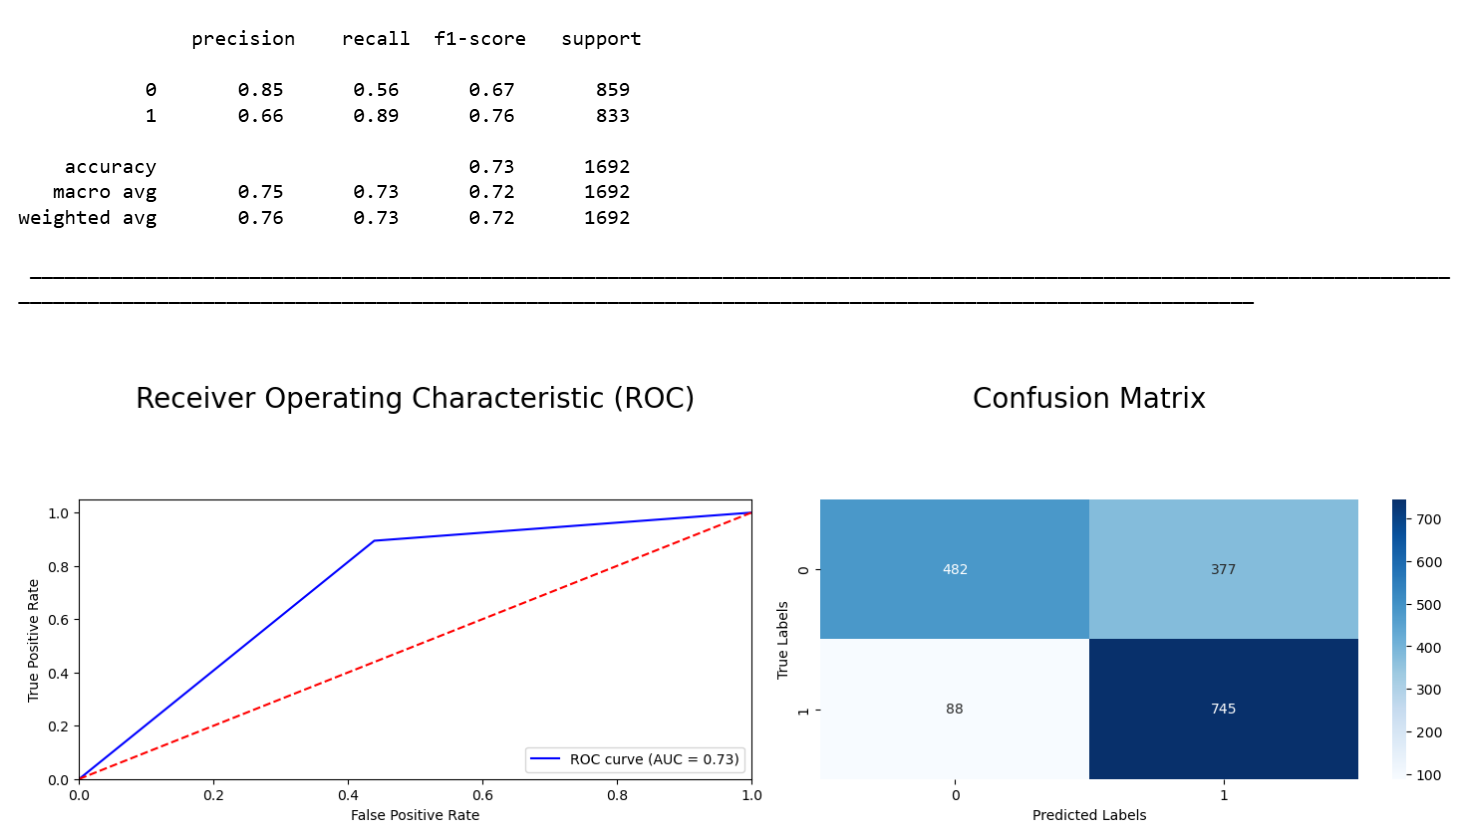 precision recall f1-score support
0 0.85 0.56 0.67 859
1 0.66 0.89 0.76 833
accuracy 0.73 1692
macro avg 0.75 0.73 0.72 1692
weighted avg 0.76 0.73 0.72 1692
Receiver Operating Characteristic (ROC)
1.0
0.8
0.6
0.4
0.2
0.0
True Positive Rate
ROC curve (AUC = 0.73)
0.0 0.2 0.4 0.6 0.8 1.0
False Positive Rate
Confusion Matrix
True Labels
0
1
482 377
88 745
0 1
Predicted Labels
700
600
500
400
300
200
100